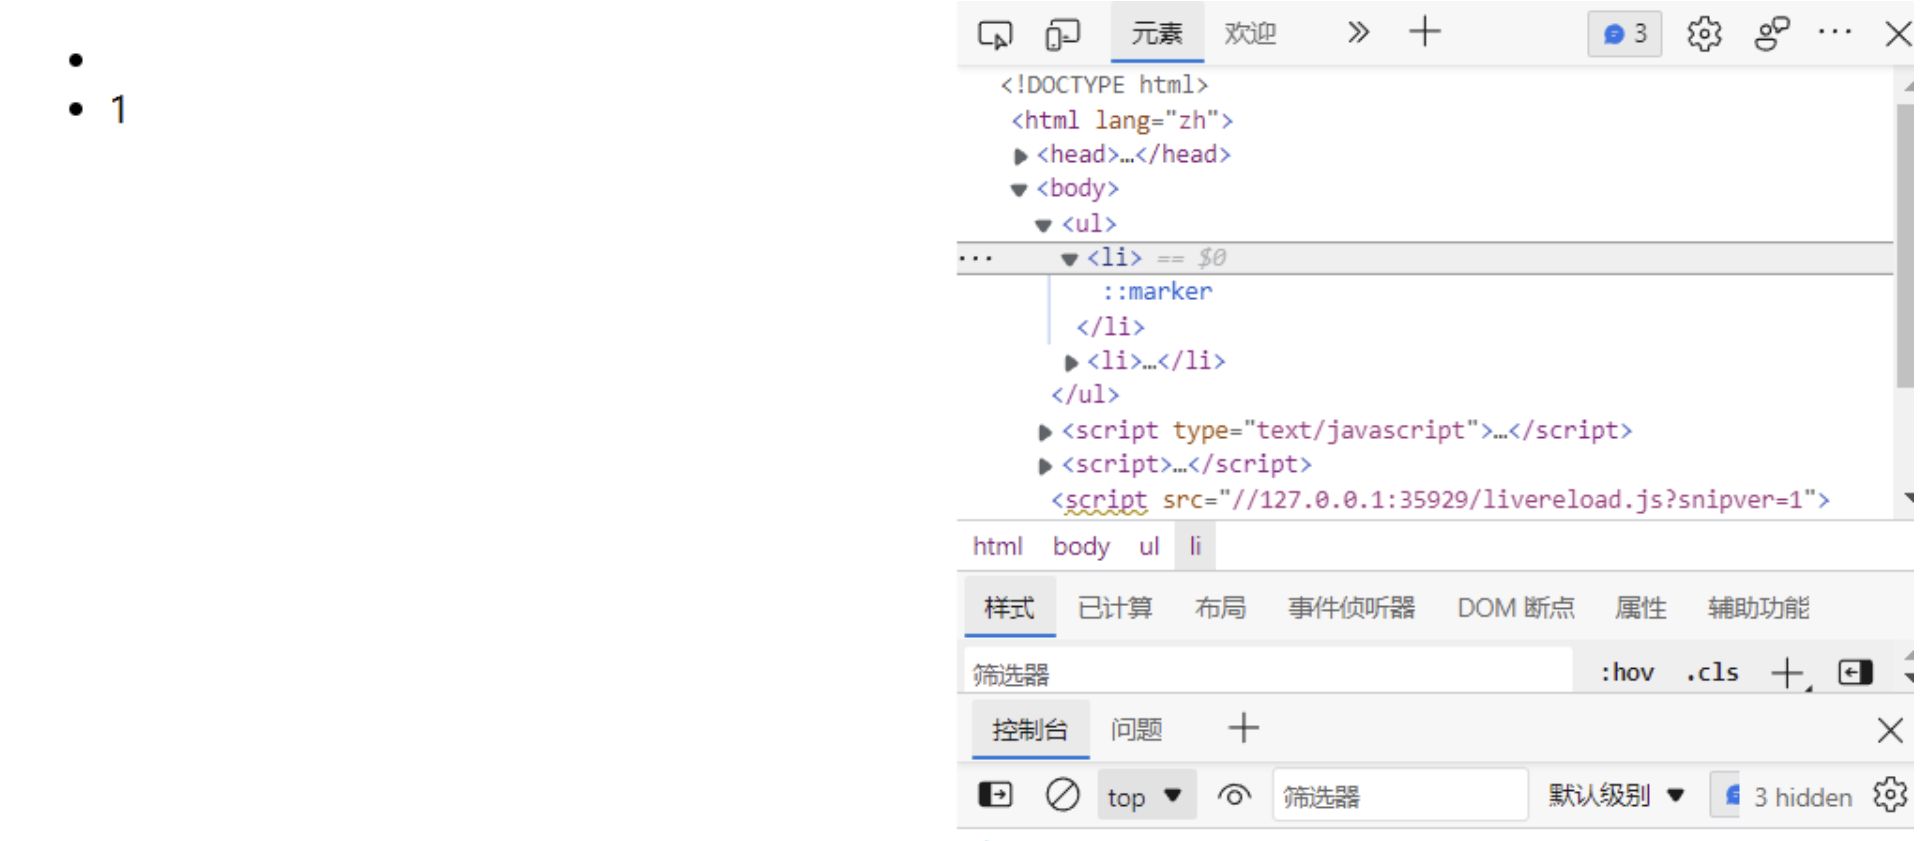 1
元素 欢迎 3
<!DOCTYPE html>
<html lang="zh">
<head>…</head>
<body>
<ul>
<li> == $0
::marker
</li>
<li>…</li>
</ul>
<script type="text/javascript">…</script>
<script>…</script>
<script src="//127.0.0.1:35929/livereload.js?snipver=1">
html body ul li
样式 已计算 布局 事件侦听器 DOM 断点 属性 辅助功能
筛选器 :hov .cls
控制台 问题
top 筛选器 默认级别 3 hidden